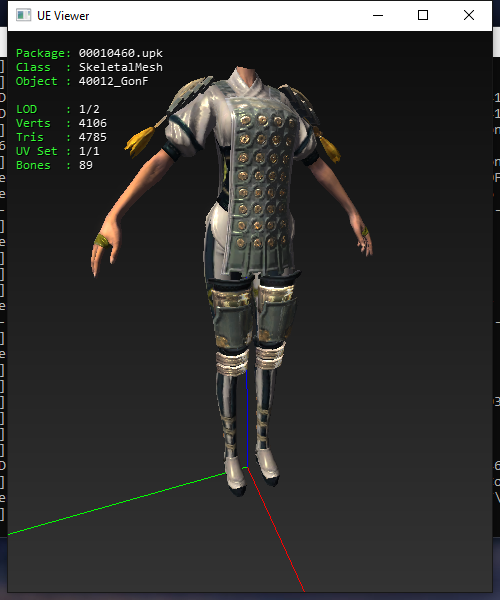 UE Viewer
Package: 00010460.upk
Class : SkeletalMesh
Object : 40012_GonF
LOD : 1/2
Verts : 4106
Tris : 4785
UV Set : 1/1
Bones : 89